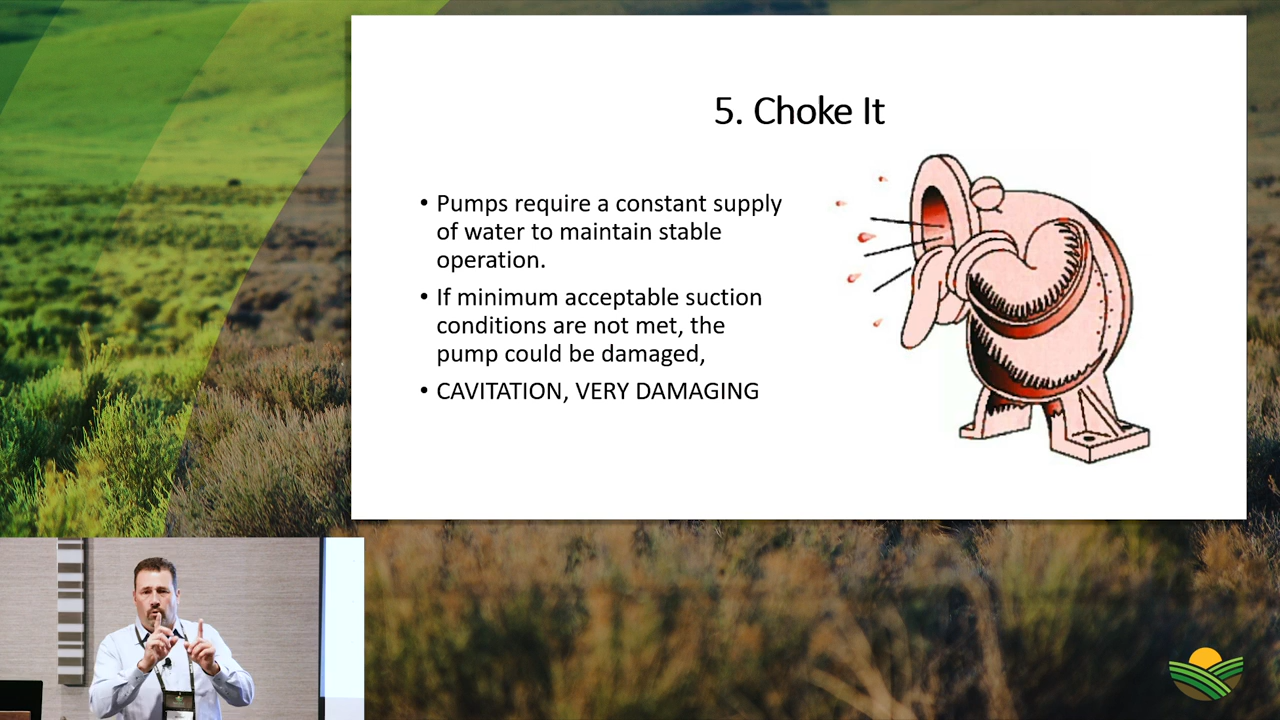 5. Choke It
• Pumps require a constant supply
of water to maintain stable
operation.
• If minimum acceptable suction
conditions are not met, the
pump could be damaged,
• CAVITATION, VERY DAMAGING